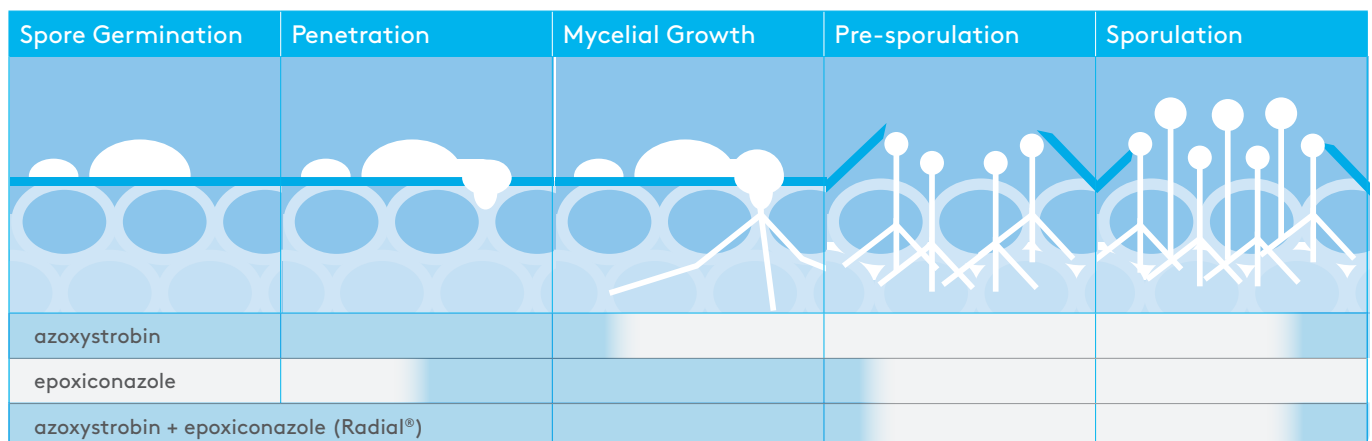 Spore Germination Penetration Mycelial Growth Pre-sporulation Sporulation
azoxystrobin
epoxiconazole
azoxystrobin + epoxiconazole (Radial®)